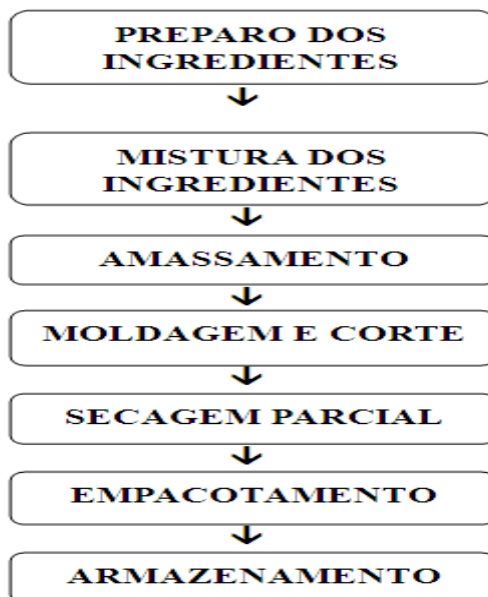 PREPARO DOS
INGREDIENTES
MISTURA DOS
INGREDIENTES
AMASSAMENTO
MOLDAGEM E CORTE
SECAGEM PARCIAL
EMPACOTAMENTO
ARMAZENAMENTO